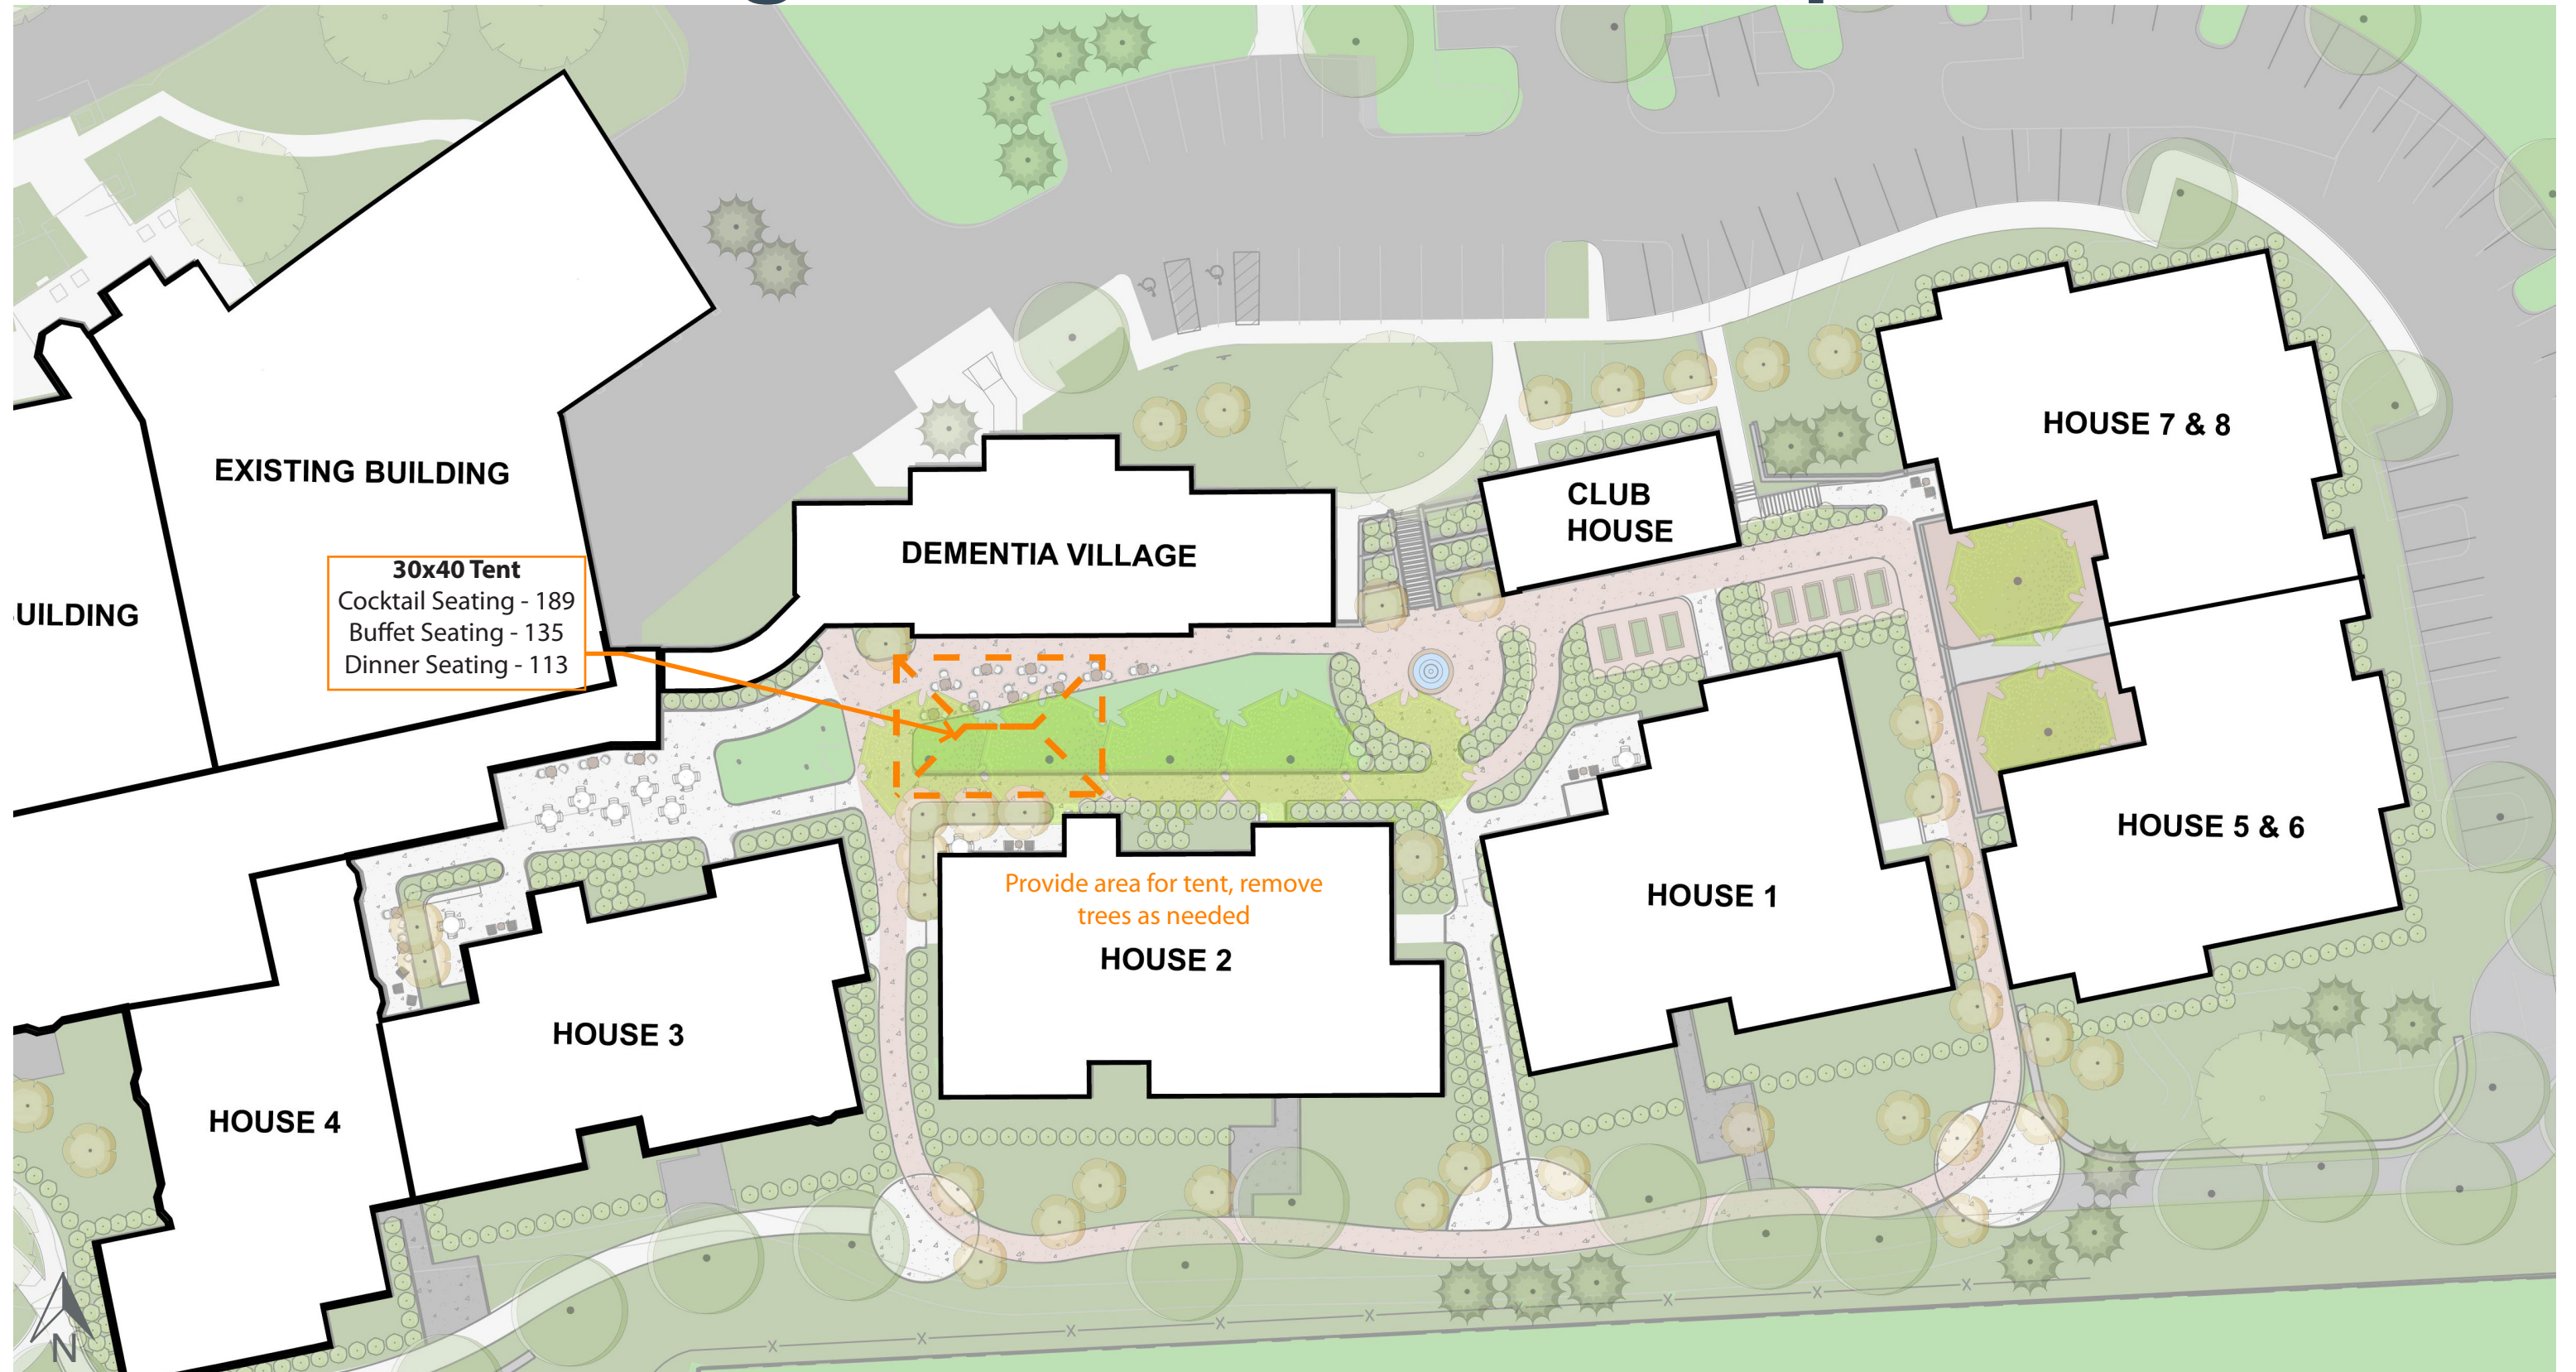 HOUSE 7 & 8
EXISTING BUILDING
CLUB
HOUSE
DEMENTIA VILLAGE
30x40 Tent
Cocktail Seating - 189
Buffet Seating - 135
Dinner Seating - 113
UILDING
HOUSE 5 & 6
Provide area for tent, remove
trees as needed
HOUSE 1
HOUSE 2
HOUSE 3
HOUSE 4
N
X X X X X X X